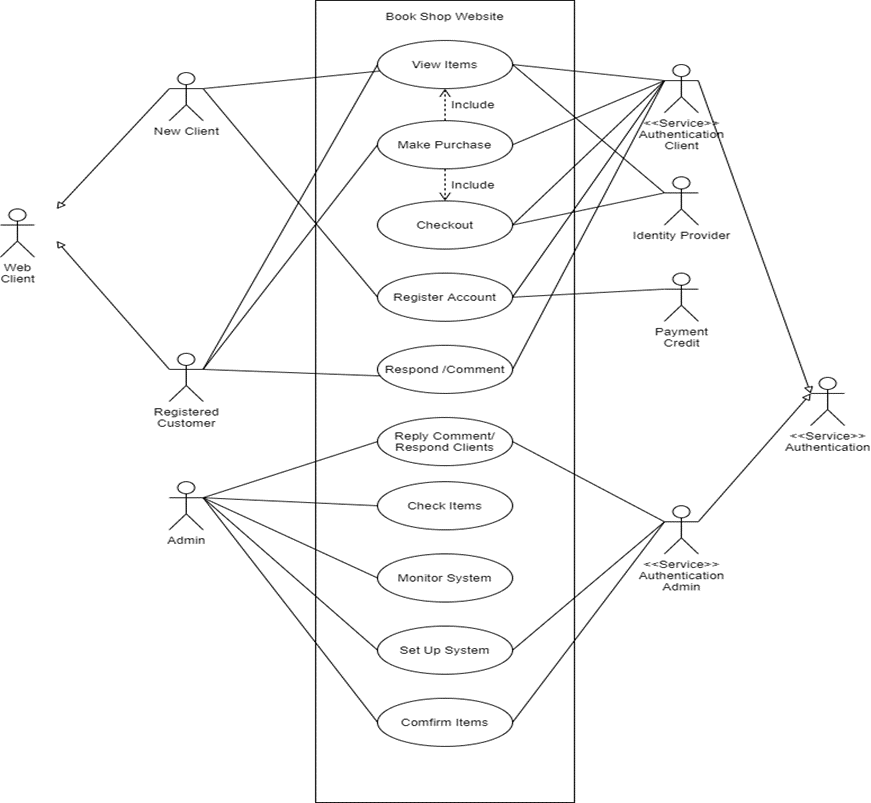 Book Shop Website
View Items
Include
Make Purchase
Include
Checkout
Register Account
Respond /Comment
Reply Comment/
Respond Clients
Check Items
Monitor System
Set Up System
Comfirm Items
New Client
Web
Client
Registered
Customer
Admin
<<Service>>
Authentication
Client
Identity Provider
Payment
Credit
<<Service>>
Authentication
<<Service>>
Authentication
Admin